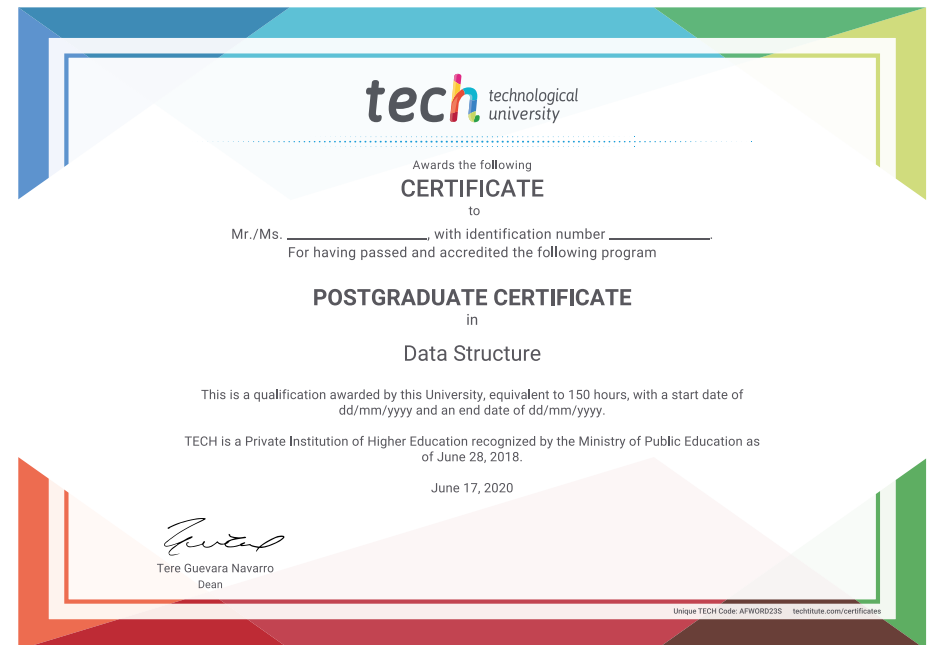 tech technological
university
Awards the following
CERTIFICATE
to
Mr./Ms. ____________________, with identification number ______________.
For having passed and accredited the following program
POSTGRADUATE CERTIFICATE
in
Data Structure
This is a qualification awarded by this University, equivalent to 150 hours, with a start date of
dd/mm/yyyy and an end date of dd/mm/yyyy.
TECH is a Private Institution of Higher Education recognized by the Ministry of Public Education as
of June 28, 2018.
June 17, 2020
Tere Guevara Navarro
Dean
Unique TECH Code: AFWORD23S techtitute.com/certificates